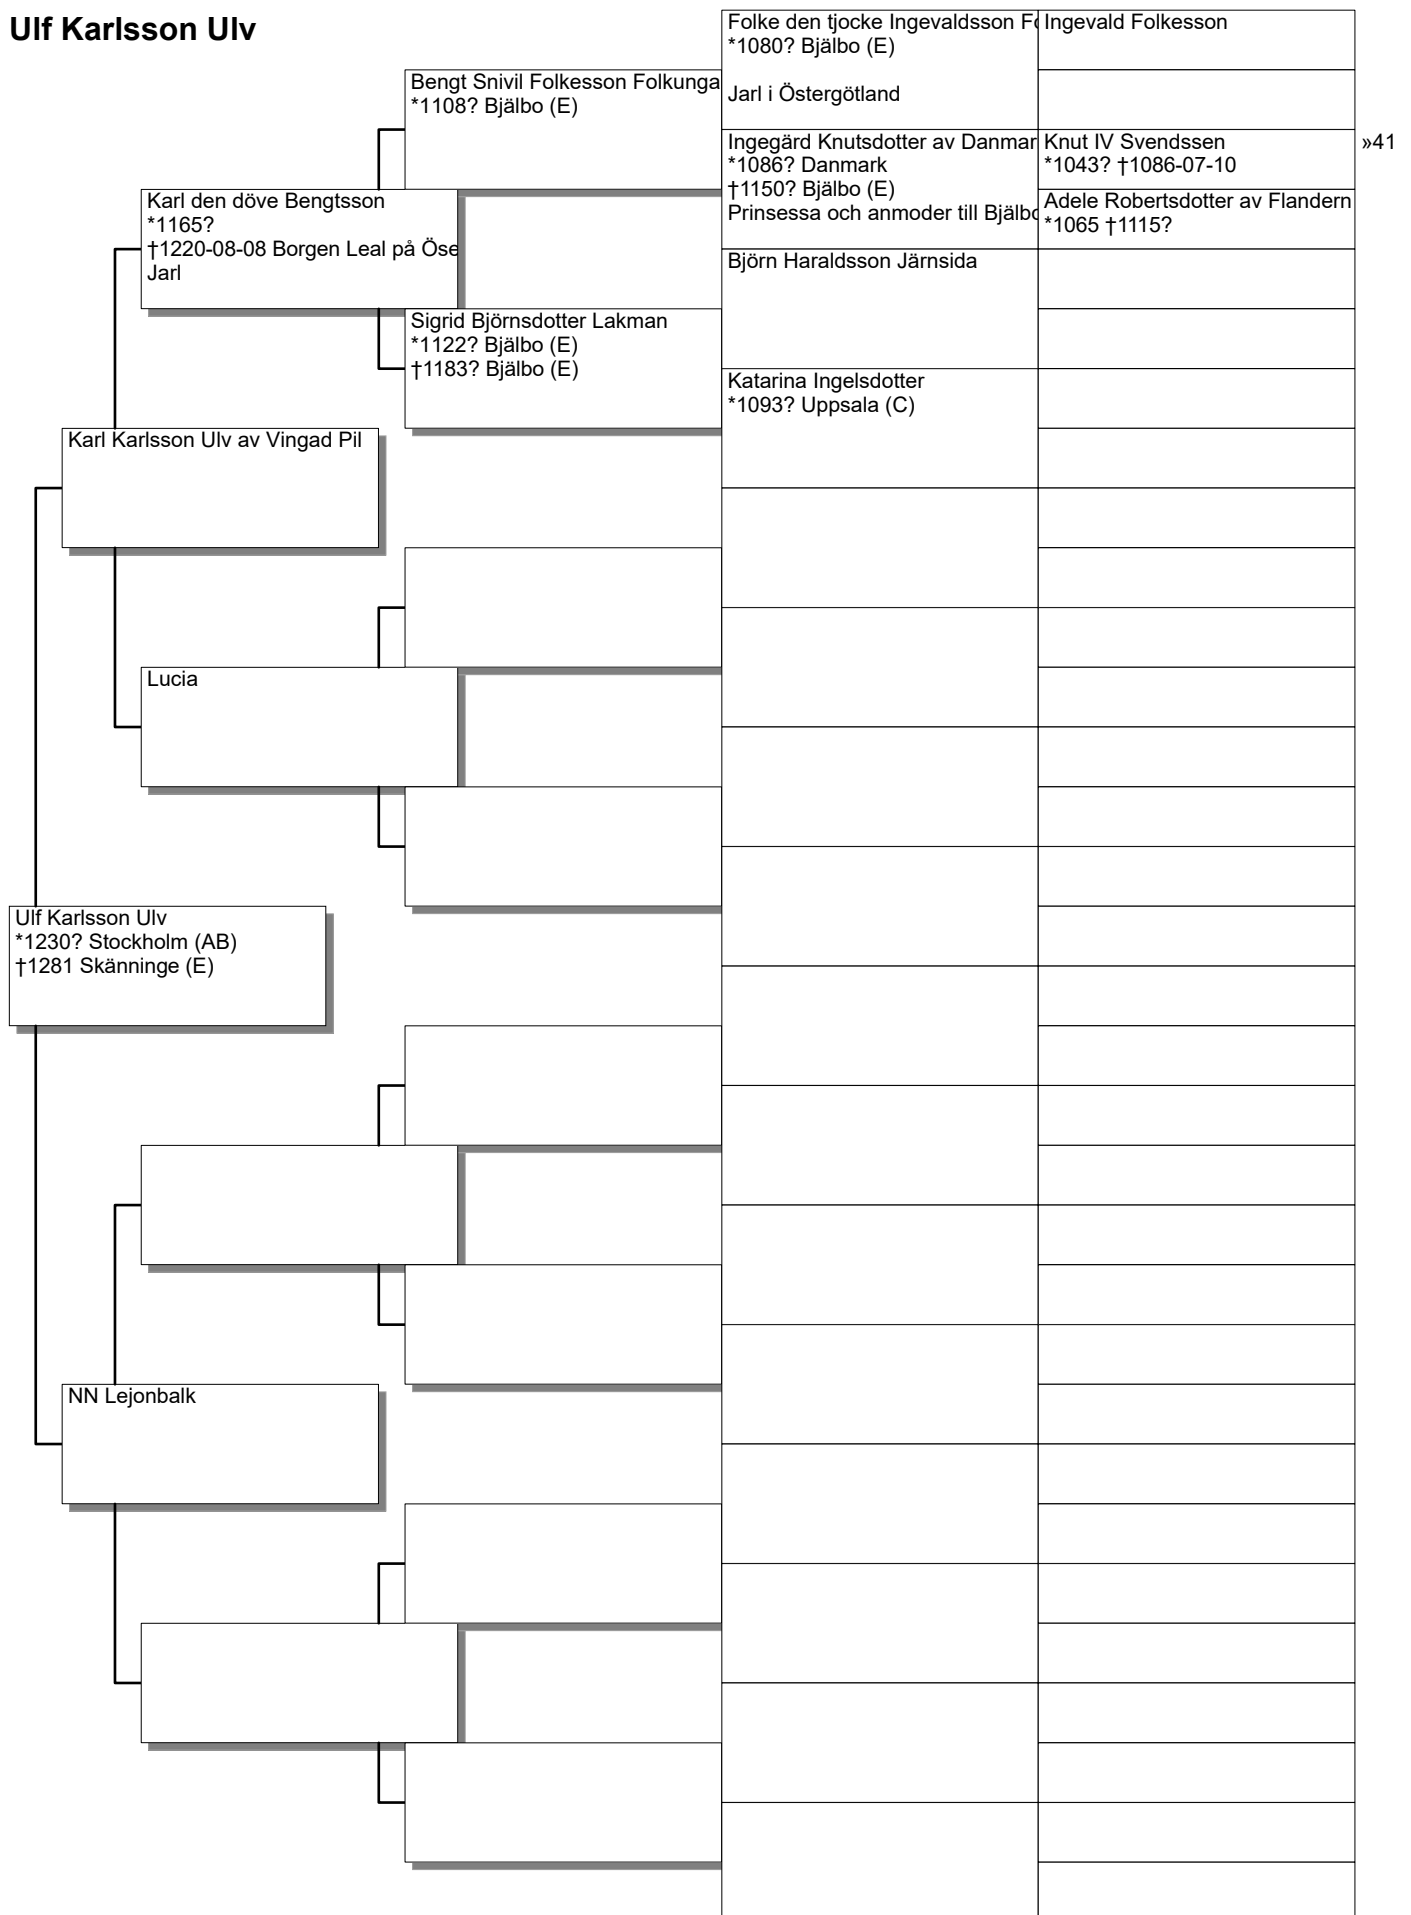 Ulf Karlsson Ulv
Folke den tjocke Ingevaldsson Fo
*1080? Bjälbo (E)
Jarl i Östergötland
Ingevald Folkesson
Bengt Snivil Folkesson Folkunga
*1108? Bjälbo (E)
Ingegärd Knutsdotter av Danmar
*1086? Danmark
†1150? Bjälbo (E)
Prinsessa och anmoder till Bjälbo
Knut IV Svendssen
*1043? †1086-07-10
»41
Adele Robertsdotter av Flandern
*1065 †1115?
Karl den döve Bengtsson
*1165?
†1220-08-08 Borgen Leal på Öse
Jarl
Björn Haraldsson Järnsida
Sigrid Björnsdotter Lakman
*1122? Bjälbo (E)
†1183? Bjälbo (E)
Katarina Ingelsdotter
*1093? Uppsala (C)
Karl Karlsson Ulv av Vingad Pil
Lucia
Ulf Karlsson Ulv
*1230? Stockholm (AB)
†1281 Skänninge (E)
NN Lejonbalk